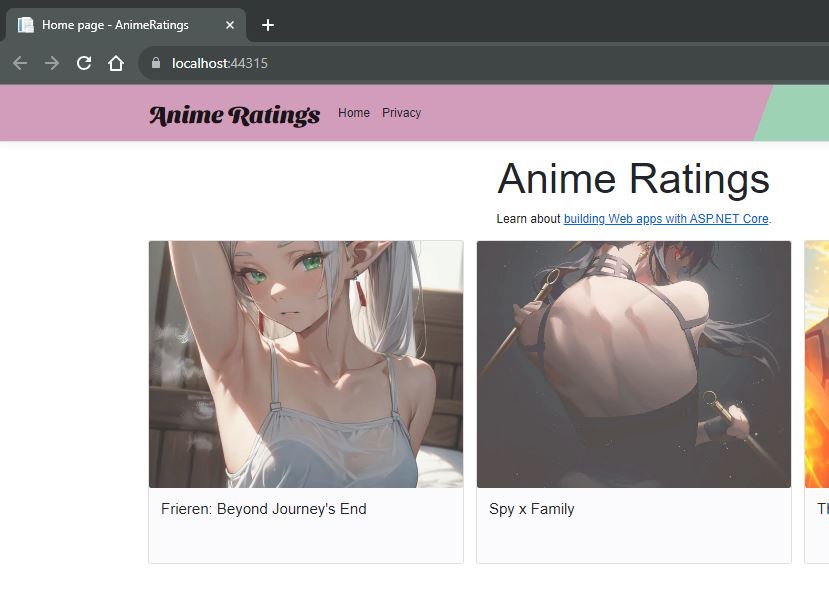 Home page - AnimeRatings
localhost:44315
Anime Ratings
Home
Privacy
Anime Ratings
Learn about building Web apps with ASP.NET Core.
Frieren: Beyond Journey's End
Spy x Family